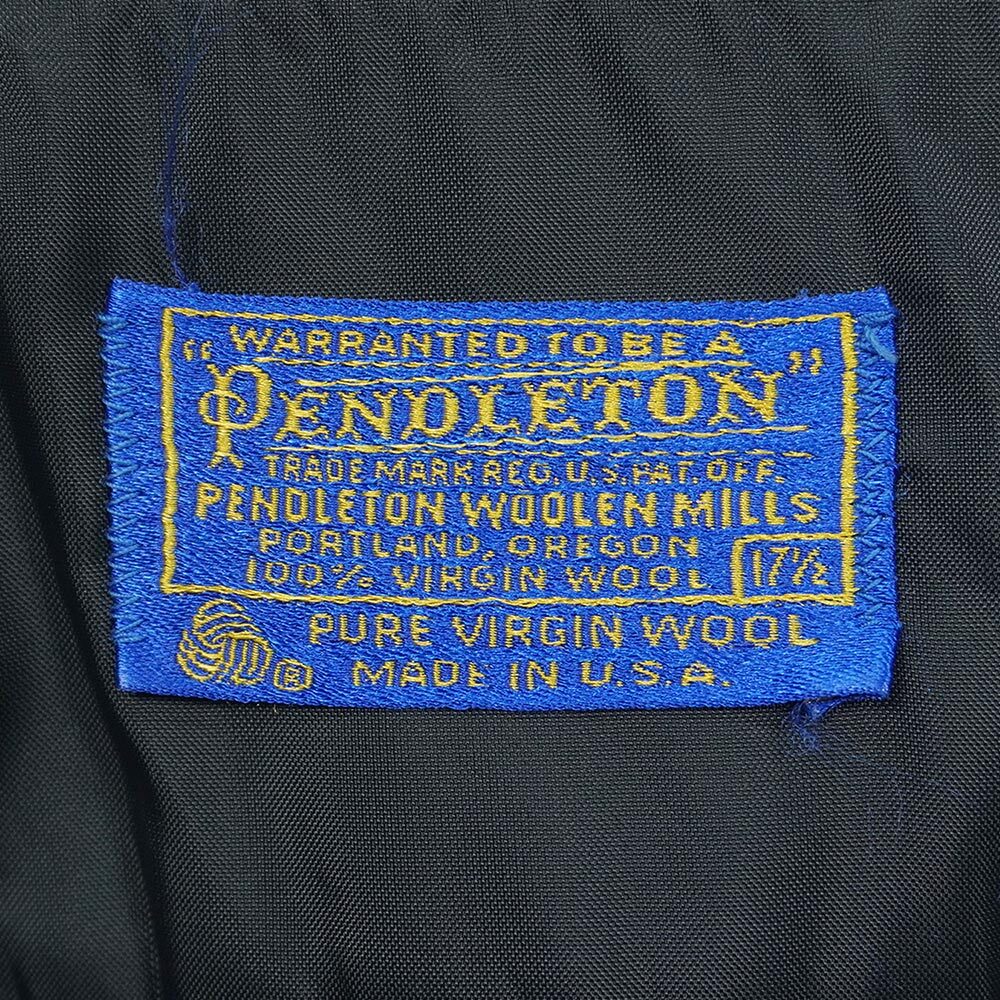 WARRANTED TO BE A
"PENDLETON"
TRADE MARK REG. U.S. PAT. OFF.
PENDLETON WOOLEN MILLS
PORTLAND, OREGON
100% VIRGIN WOOL 17½
PURE VIRGIN WOOL
® MADE IN U.S.A.